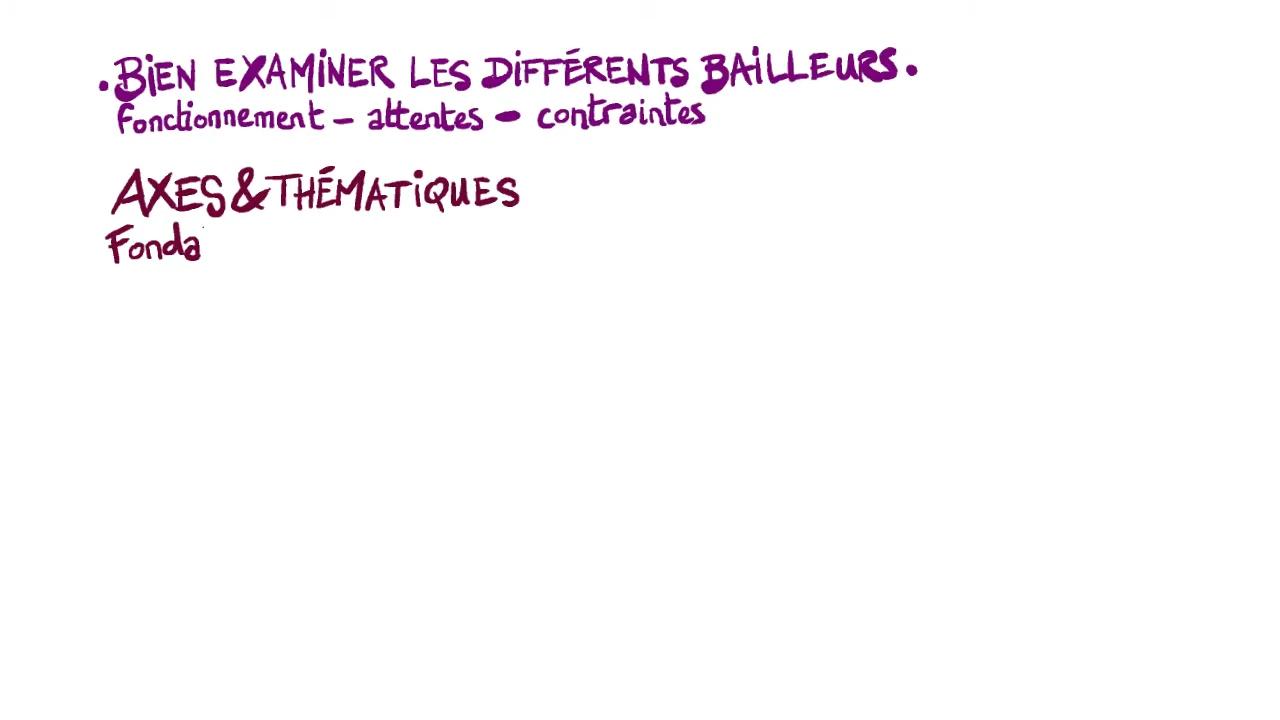 • BiEN EXAMiNER LES DiFFÉRENTS BAiLLEURS •
fonctionnement – attentes – contraintes
AXES & THÉMATiQUES
Fonda